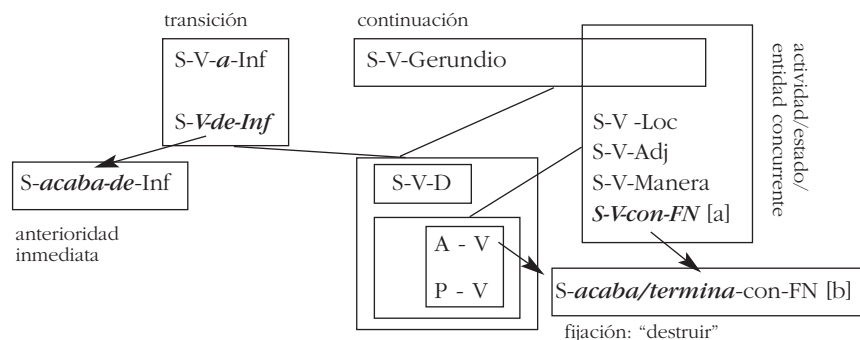 transición
S-V-a-Inf
S-V-de-Inf
S-acaba-de-Inf
anterioridad
inmediata
continuación
S-V-Gerundio
S-V-D
A - V
P - V
actividad/estado/
entidad concurrente
S-V -Loc
S-V-Adj
S-V-Manera
S-V-con-FN [a]
S-acaba/termina-con-FN [b]
fijación: “destruir”